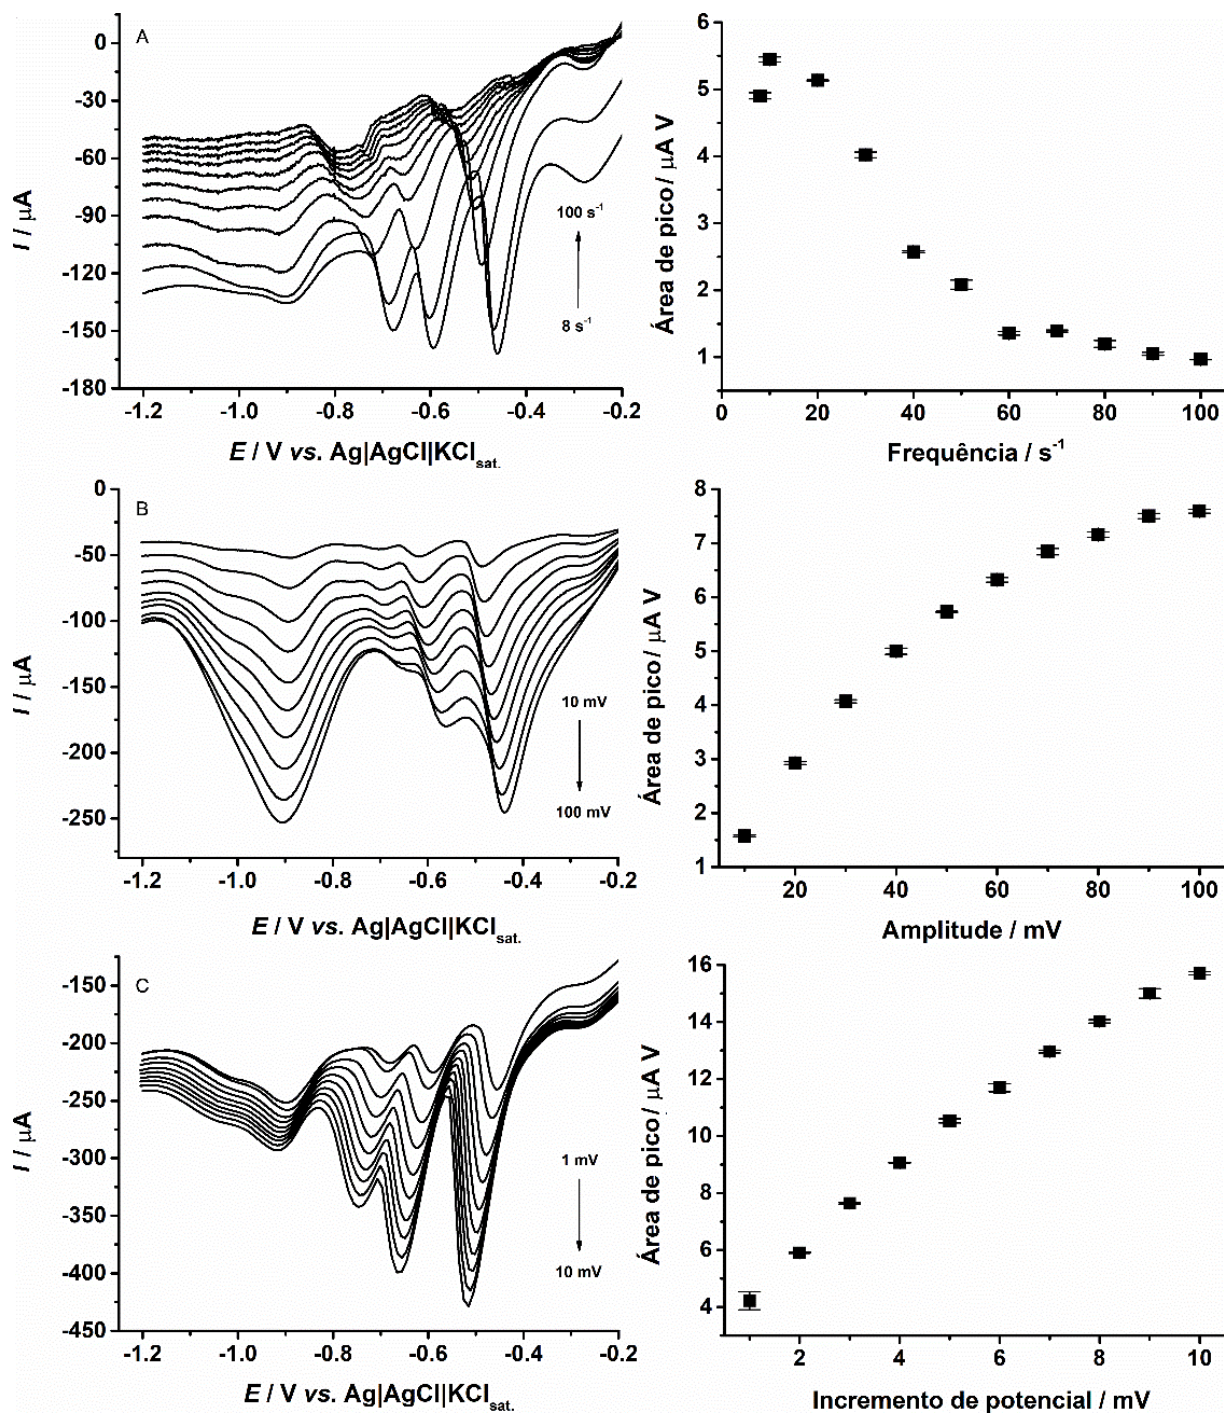 A
0
-30
-60
-90
-120
-150
-180
I / μA
100 s⁻¹
8 s⁻¹
-1.2 -1.0 -0.8 -0.6 -0.4 -0.2
E / V vs. Ag|AgCl|KCl sat.
6
5
4
3
2
1
Área de pico / μA V
0 20 40 60 80 100
Frequência / s⁻¹
B
0
-50
-100
-150
-200
-250
I / μA
10 mV
100 mV
-1.2 -1.0 -0.8 -0.6 -0.4 -0.2
E / V vs. Ag|AgCl|KCl sat.
8
7
6
5
4
3
2
1
Área de pico / μA V
20 40 60 80 100
Amplitude / mV
C
-150
-200
-250
-300
-350
-400
-450
I / μA
1 mV
10 mV
-1.2 -1.0 -0.8 -0.6 -0.4 -0.2
E / V vs. Ag|AgCl|KCl sat.
16
14
12
10
8
6
4
Área de pico / μA V
2 4 6 8 10
Incremento de potencial / mV